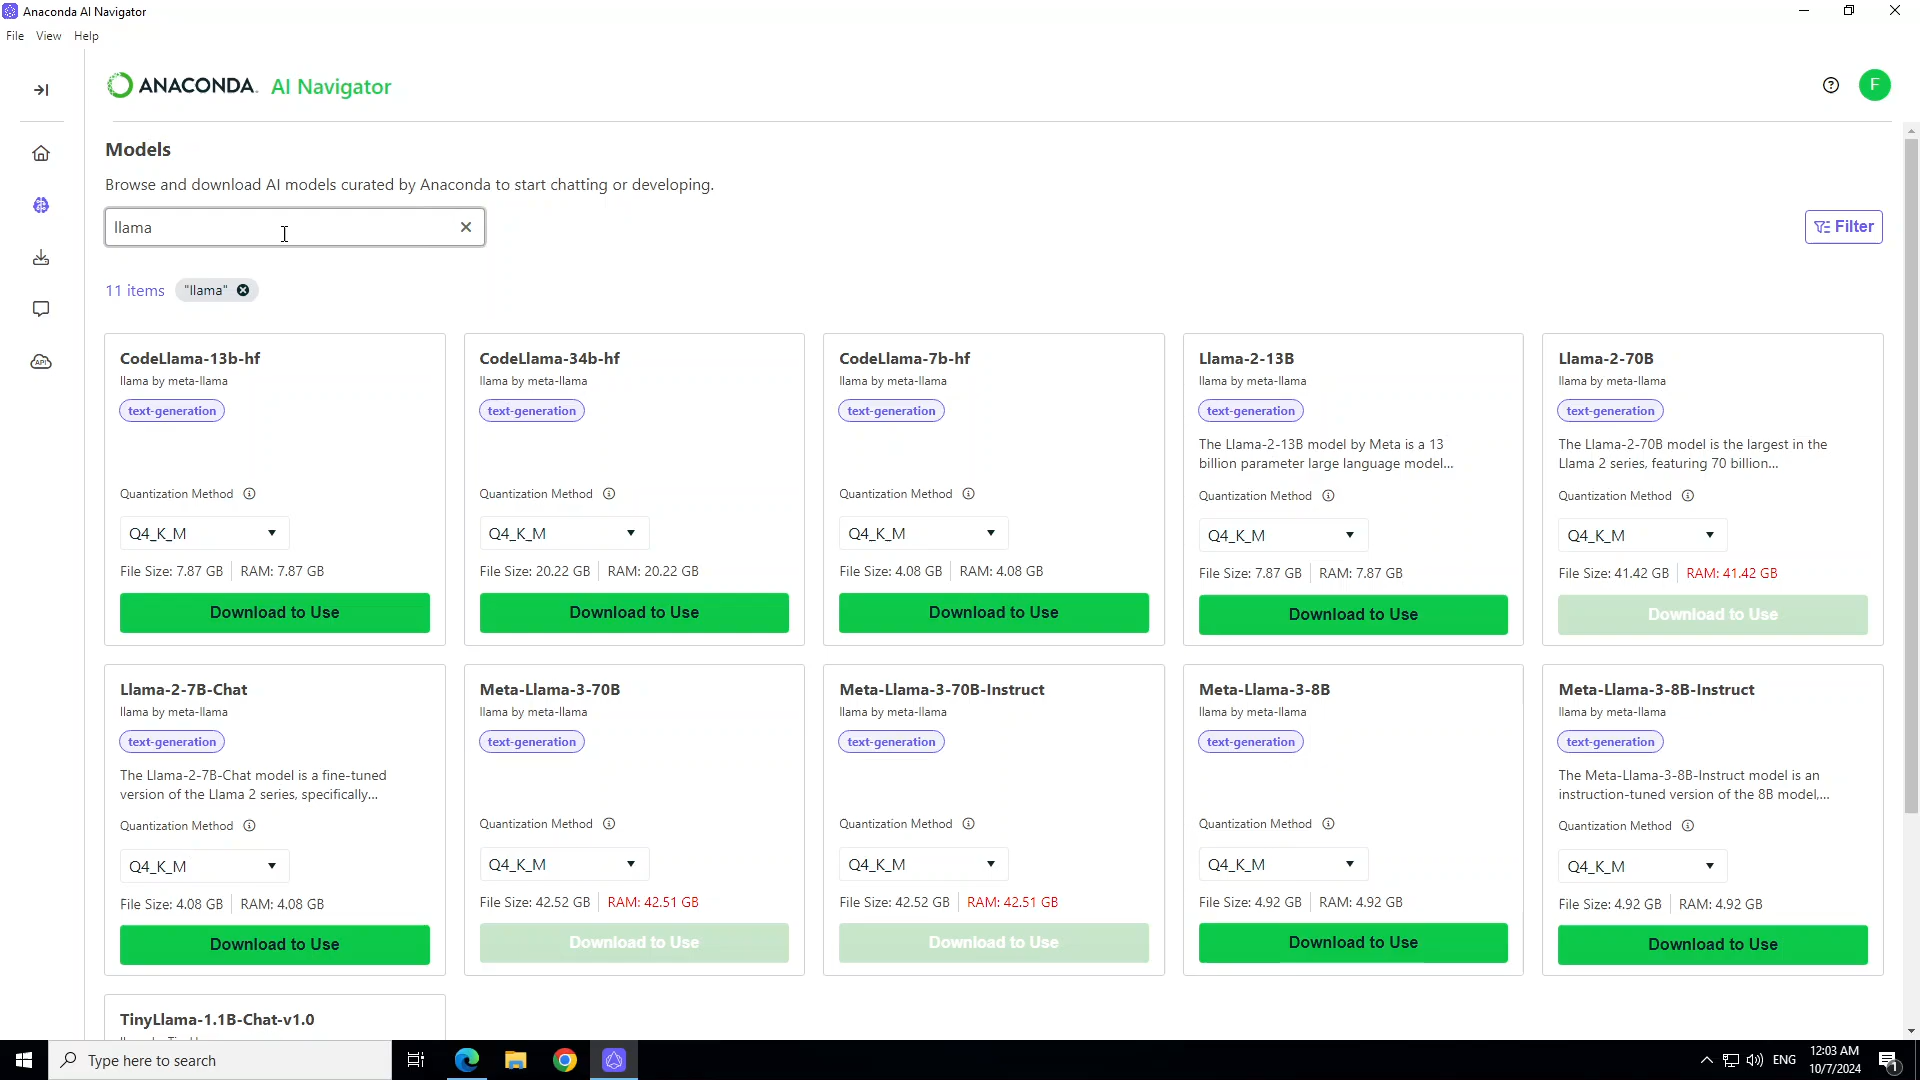 Anaconda AI Navigator
File View Help
ANACONDA. AI Navigator
F
Models
Browse and download AI models curated by Anaconda to start chatting or developing.
llama
Filter
11 items "llama"
CodeLlama-13b-hf
llama by meta-llama
text-generation
Quantization Method
Q4_K_M
File Size: 7.87 GB RAM: 7.87 GB
Download to Use
CodeLlama-34b-hf
llama by meta-llama
text-generation
Quantization Method
Q4_K_M
File Size: 20.22 GB RAM: 20.22 GB
Download to Use
CodeLlama-7b-hf
llama by meta-llama
text-generation
Quantization Method
Q4_K_M
File Size: 4.08 GB RAM: 4.08 GB
Download to Use
Llama-2-13B
llama by meta-llama
text-generation
The Llama-2-13B model by Meta is a 13
billion parameter large language model...
Quantization Method
Q4_K_M
File Size: 7.87 GB RAM: 7.87 GB
Download to Use
Llama-2-70B
llama by meta-llama
text-generation
The Llama-2-70B model is the largest in the
Llama 2 series, featuring 70 billion...
Quantization Method
Q4_K_M
File Size: 41.42 GB RAM: 41.42 GB
Download to Use
Llama-2-7B-Chat
llama by meta-llama
text-generation
The Llama-2-7B-Chat model is a fine-tuned
version of the Llama 2 series, specifically...
Quantization Method
Q4_K_M
File Size: 4.08 GB RAM: 4.08 GB
Download to Use
Meta-Llama-3-70B
llama by meta-llama
text-generation
Quantization Method
Q4_K_M
File Size: 42.52 GB RAM: 42.51 GB
Download to Use
Meta-Llama-3-70B-Instruct
llama by meta-llama
text-generation
Quantization Method
Q4_K_M
File Size: 42.52 GB RAM: 42.51 GB
Download to Use
Meta-Llama-3-8B
llama by meta-llama
text-generation
Quantization Method
Q4_K_M
File Size: 4.92 GB RAM: 4.92 GB
Download to Use
Meta-Llama-3-8B-Instruct
llama by meta-llama
text-generation
The Meta-Llama-3-8B-Instruct model is an
instruction-tuned version of the 8B model,...
Quantization Method
Q4_K_M
File Size: 4.92 GB RAM: 4.92 GB
Download to Use
TinyLlama-1.1B-Chat-v1.0
API
Type here to search
ENG
12:03 AM
10/7/2024
1